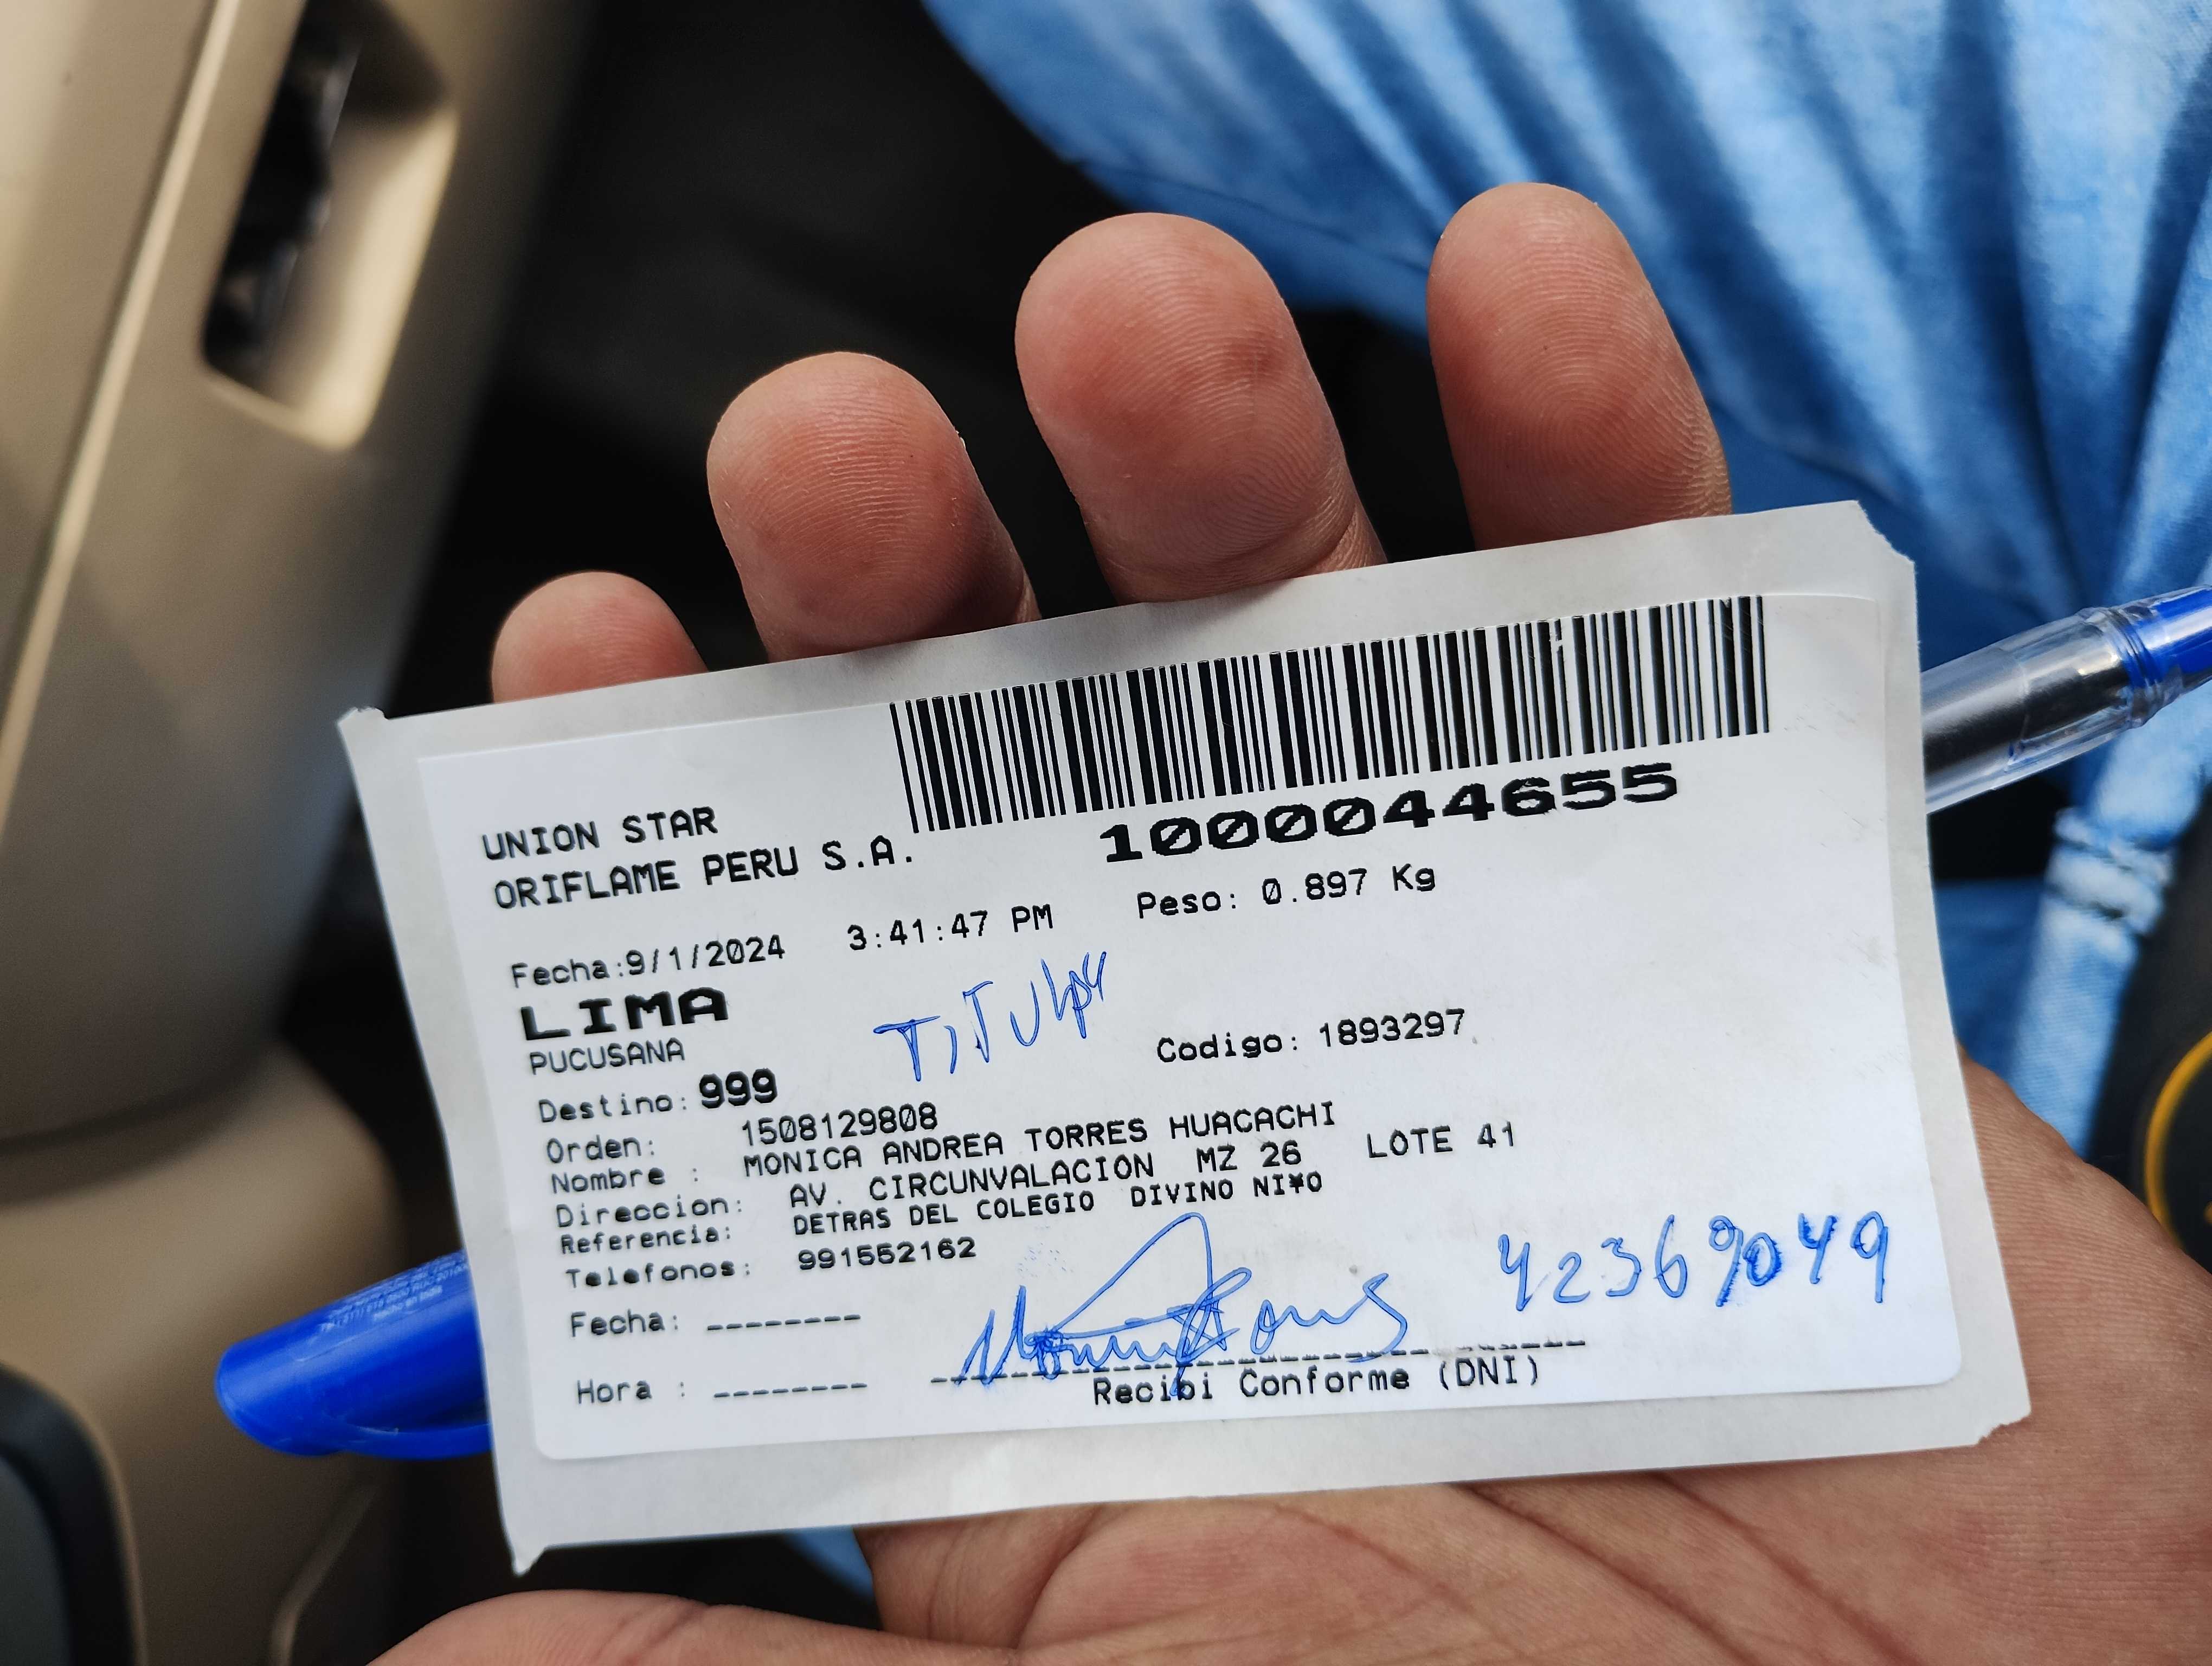 1000044655
UNION STAR
ORIFLAME PERU S.A.
Fecha:9/1/2024 3:41:47 PM Peso: 0.897 Kg
LIMA
PUCUSANA
Destino: 999 Codigo: 1893297
Orden: 1508129808
Nombre : MONICA ANDREA TORRES HUACACHI
Direccion: AV. CIRCUNVALACION MZ 26 LOTE 41
Referencia: DETRAS DEL COLEGIO DIVINO NI¥O
Telefonos: 991552162
42369049
Fecha: --------
Hora : --------
Recibi Conforme (DNI)